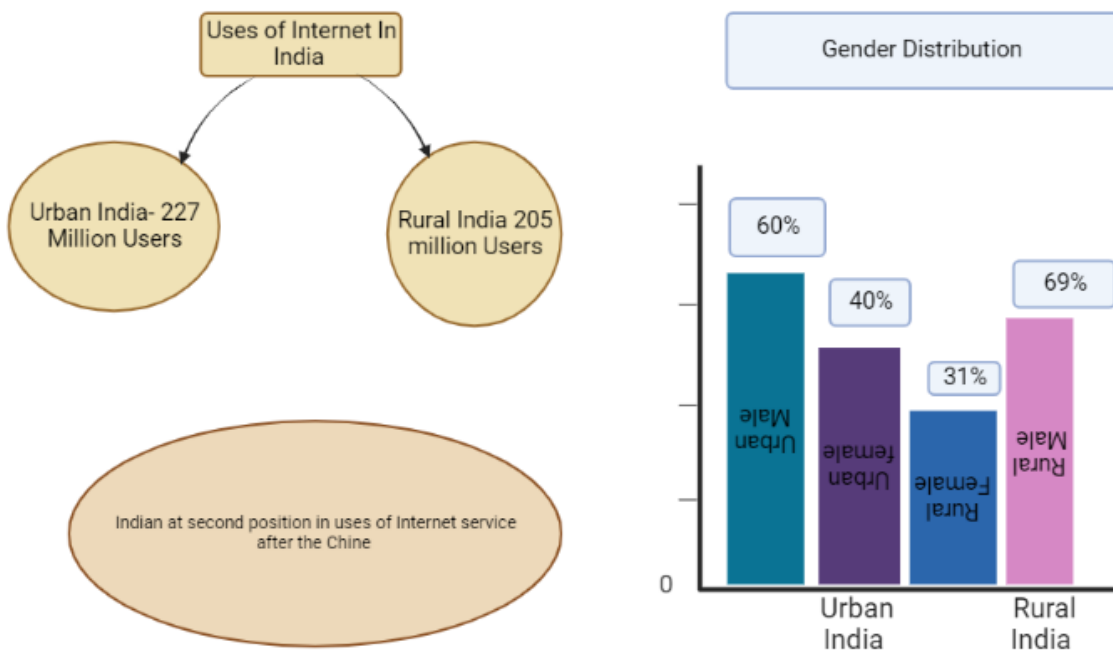 Uses of Internet In
India
Urban India- 227
Million Users
Rural India 205
million Users
Indian at second position in uses of Internet service
after the Chine
Gender Distribution
60%
40%
31%
69%
Urban
Male
Urban
female
Rural
Female
Rural
Male
0
Urban
India
Rural
India